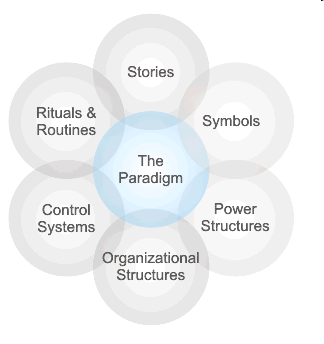 Stories
Rituals &
Routines
Symbols
The
Paradigm
Control
Systems
Power
Structures
Organizational
Structures